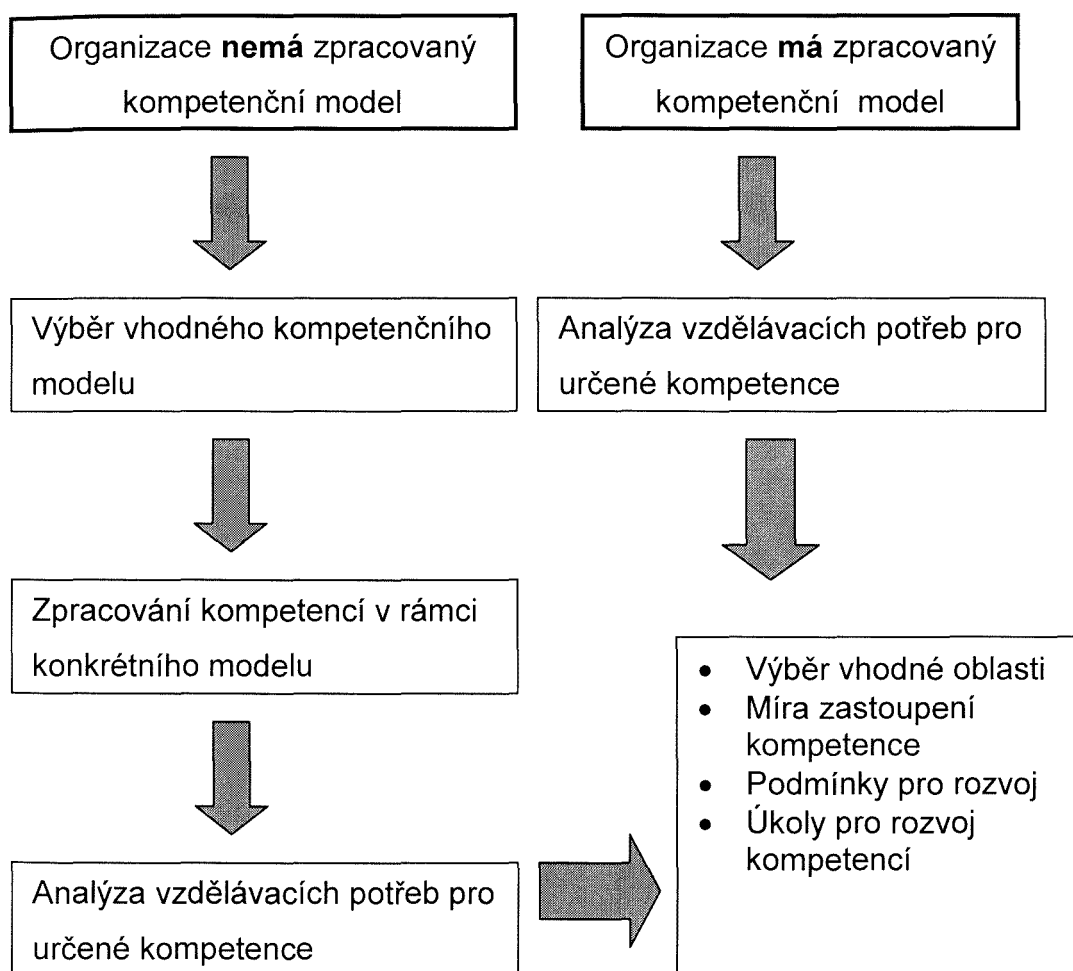 Organizace nemá zpracovaný
kompetenční model
Organizace má zpracovaný
kompetenční model
Výběr vhodného kompetenčního
modelu
Analýza vzdělávacích potřeb pro
určené kompetence
Zpracování kompetencí v rámci
konkrétního modelu
• Výběr vhodné oblasti
• Míra zastoupení
kompetence
• Podmínky pro rozvoj
• Úkoly pro rozvoj
kompetencí
Analýza vzdělávacích potřeb pro
určené kompetence